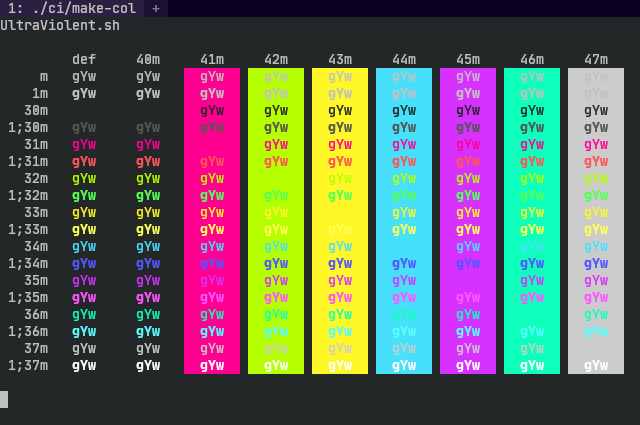 1: ./ci/make-col +
UltraViolent.sh
def 40m 41m 42m 43m 44m 45m 46m 47m
m gYw gYw gYw gYw gYw gYw gYw gYw gYw
1m gYw gYw gYw gYw gYw gYw gYw gYw gYw
30m gYw gYw gYw gYw gYw gYw gYw
1;30m gYw gYw gYw gYw gYw gYw gYw gYw gYw
31m gYw gYw gYw gYw gYw gYw gYw gYw
1;31m gYw gYw gYw gYw gYw gYw gYw gYw gYw
32m gYw gYw gYw gYw gYw gYw gYw gYw
1;32m gYw gYw gYw gYw gYw gYw gYw gYw gYw
33m gYw gYw gYw gYw gYw gYw gYw gYw
1;33m gYw gYw gYw gYw gYw gYw gYw gYw gYw
34m gYw gYw gYw gYw gYw gYw gYw gYw
1;34m gYw gYw gYw gYw gYw gYw gYw gYw gYw
35m gYw gYw gYw gYw gYw gYw gYw gYw
1;35m gYw gYw gYw gYw gYw gYw gYw gYw gYw
36m gYw gYw gYw gYw gYw gYw gYw gYw
1;36m gYw gYw gYw gYw gYw gYw gYw gYw gYw
37m gYw gYw gYw gYw gYw gYw gYw gYw
1;37m gYw gYw gYw gYw gYw gYw gYw gYw gYw